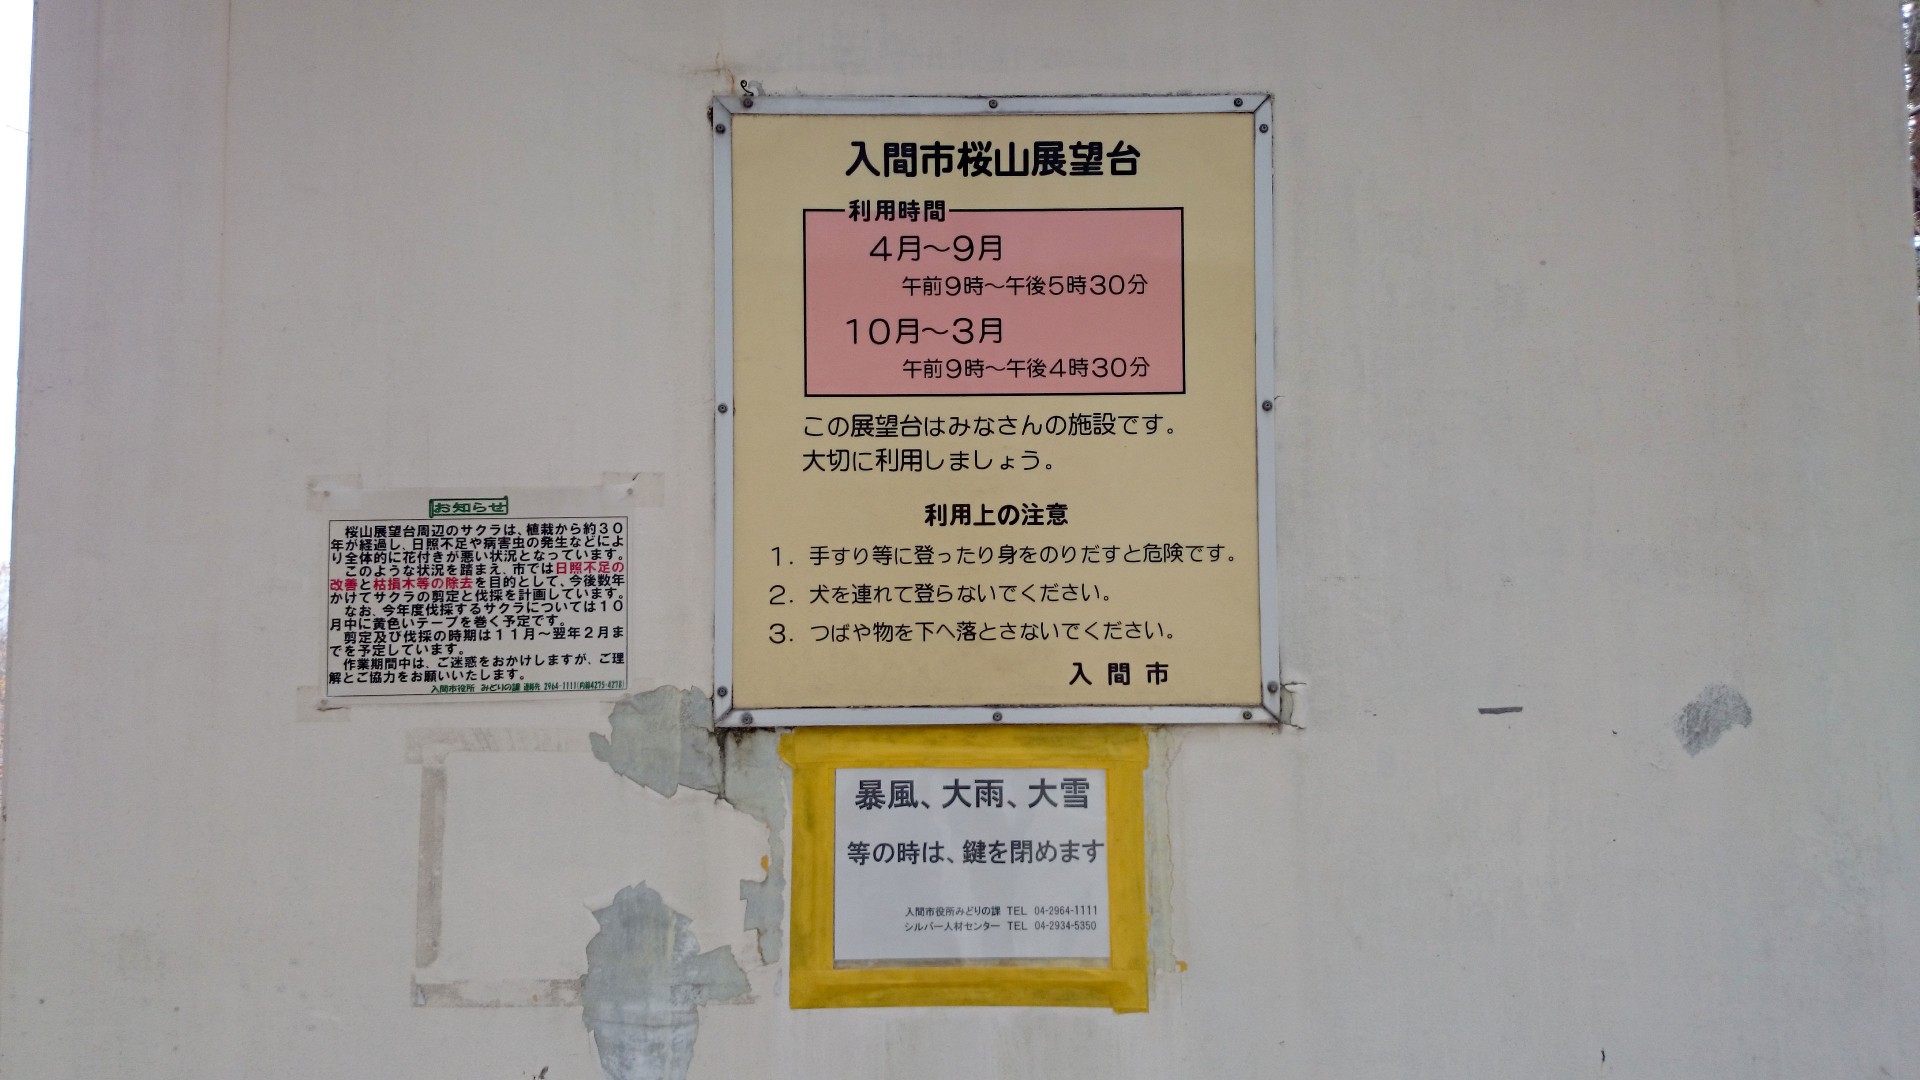 入間市桜山展望台
利用時間
4月～9月
午前9時～午後5時30分
10月～3月
午前9時～午後4時30分
この展望台はみなさんの施設です。
大切に利用しましょう。
利用上の注意
1. 手すり等に登ったり身をのりだすと危険です。
2. 犬を連れて登らないでください。
3. つばや物を下へ落とさないでください。
入間市
お知らせ
桜山展望台周辺のサクラは、植栽から約30
年が経過し、日照不足や病害虫の発生などによ
り全体的に花付きが悪い状況となっています。
このような状況を踏まえ、市では日照不足の
改善と枯損木等の除去を目的として、今後数年
かけてサクラの剪定と伐採を計画しています。
なお、今年度伐採するサクラについては10
月中に黄色いテープを巻く予定です。
剪定及び伐採の時期は11月～翌年2月ま
でを予定しています。
作業期間中は、ご迷惑をおかけしますが、ご理
解とご協力をお願いいたします。
入間市役所 みどりの課 連絡先 2964-1111(内線4275・4278)
暴風、大雨、大雪
等の時は、鍵を閉めます
入間市役所みどりの課 TEL 04-2964-1111
シルバー人材センター TEL 04-2934-5350